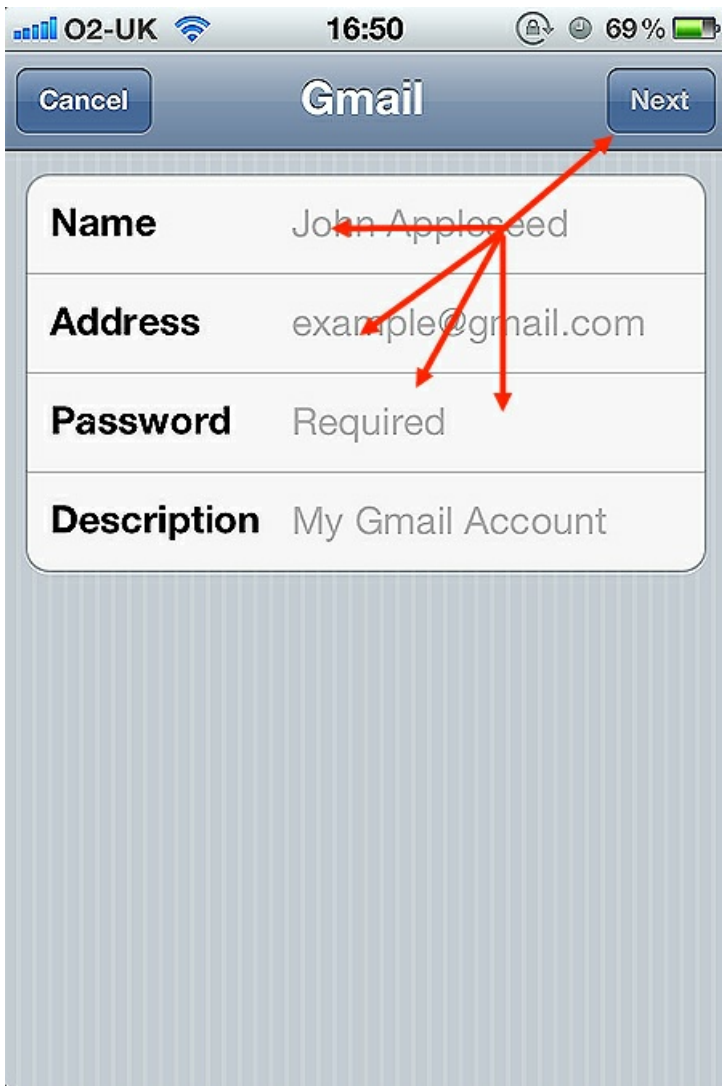 O2-UK 16:50 69%
Cancel Gmail Next
Name John Appleseed
Address example@gmail.com
Password Required
Description My Gmail Account